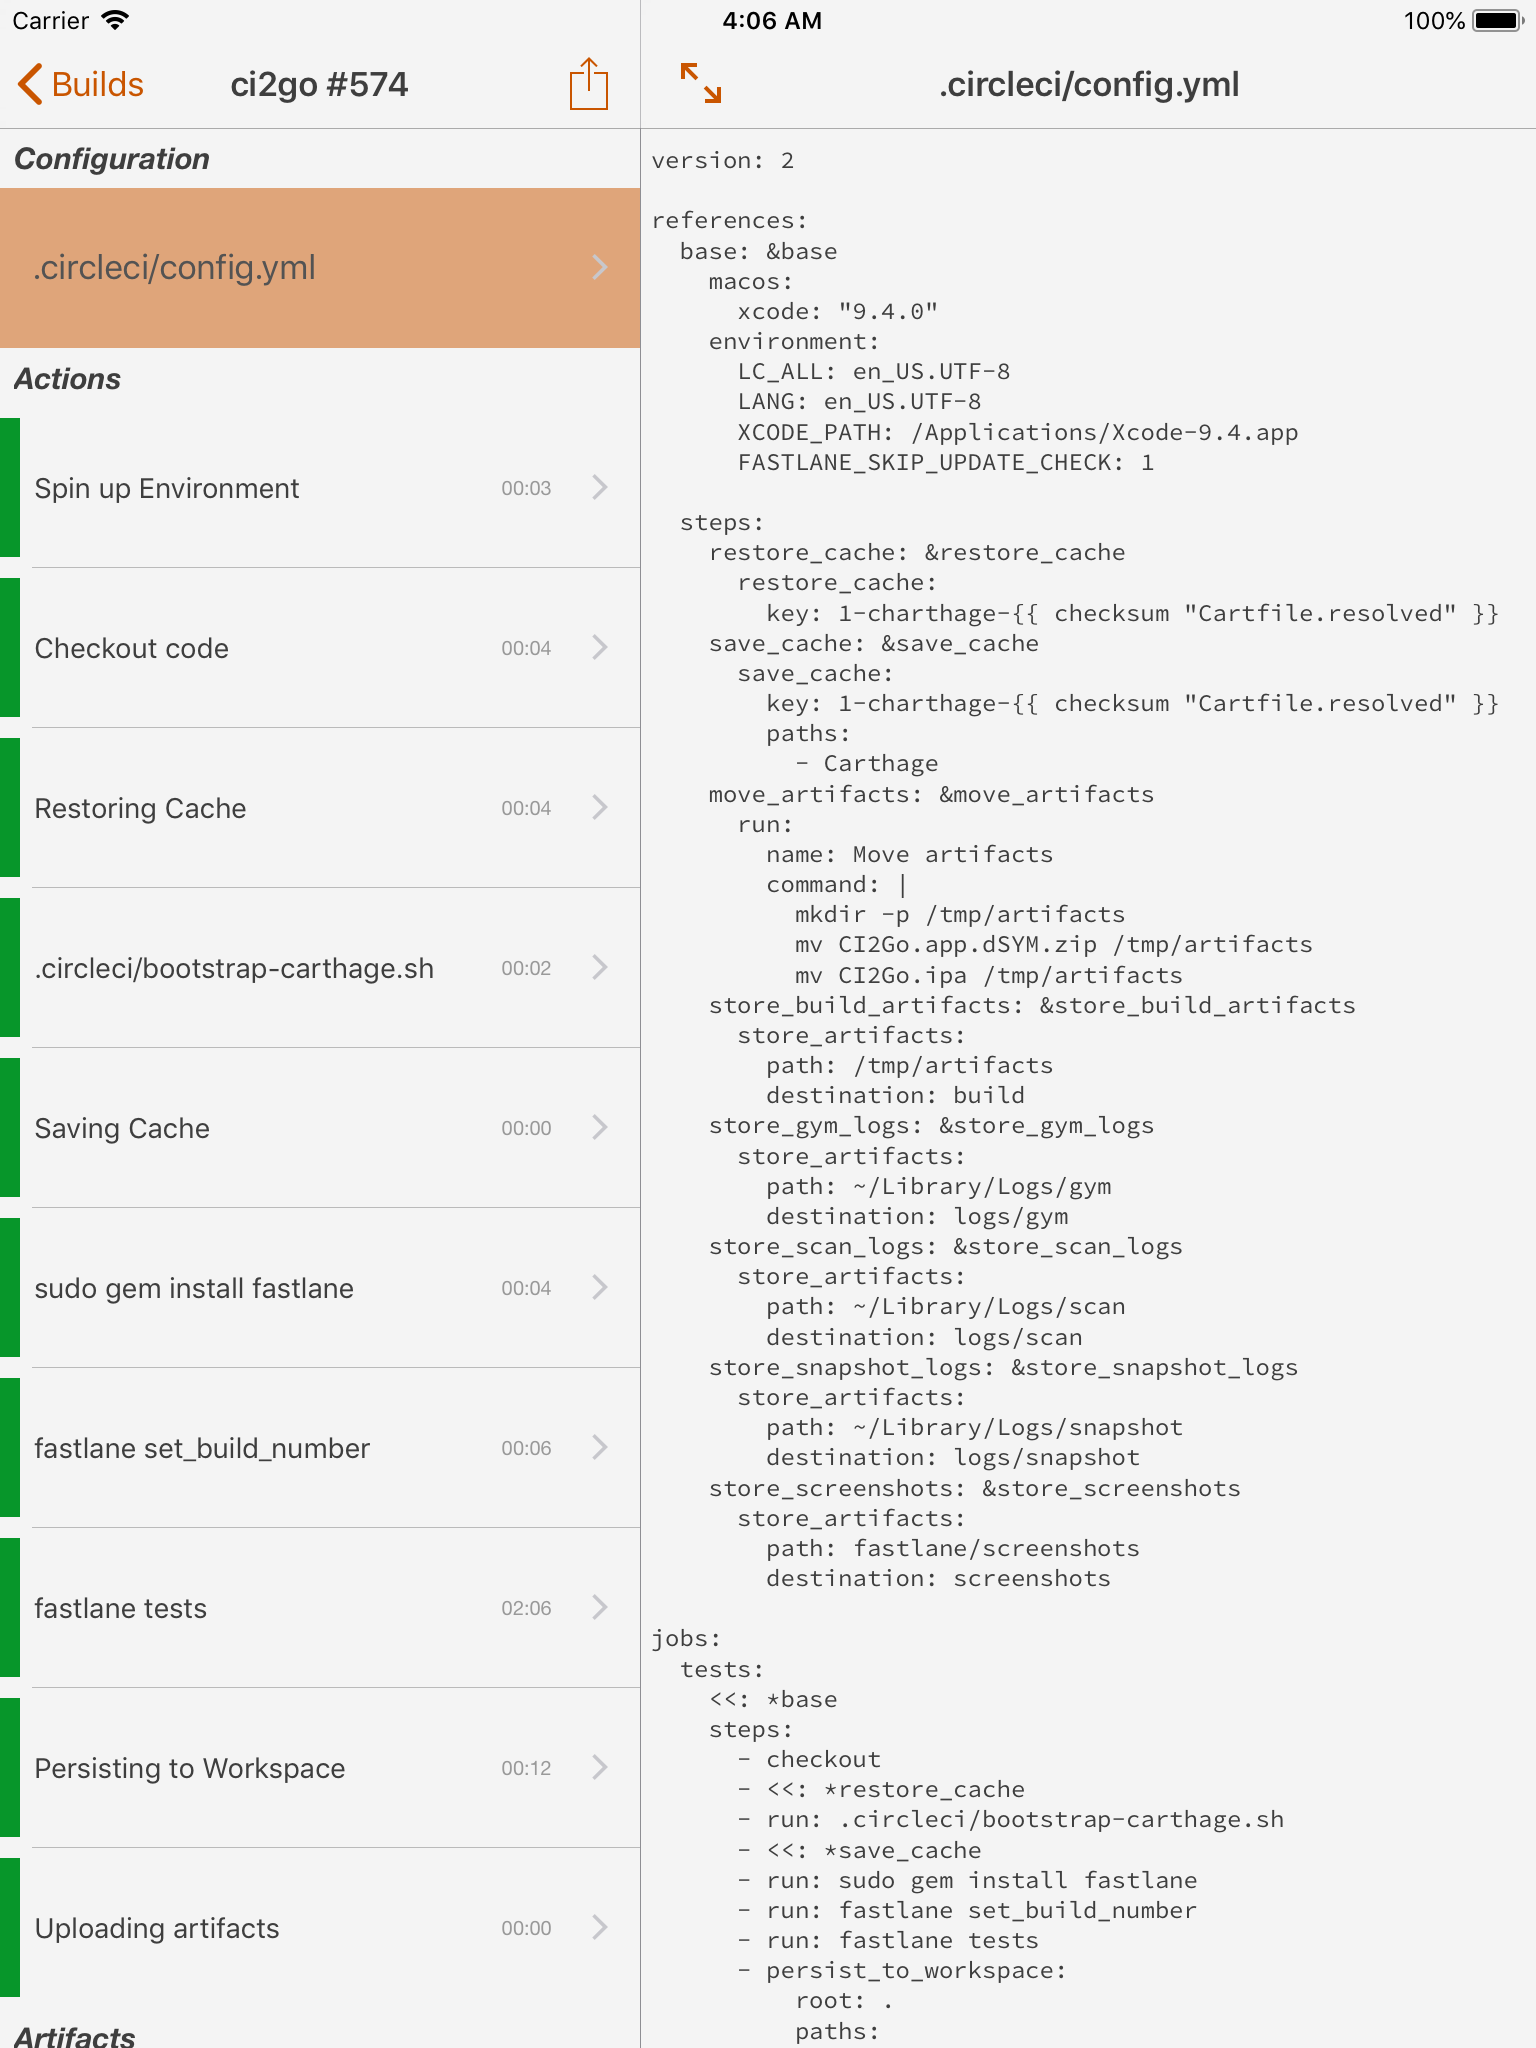 Carrier
4:06 AM
100%
Builds
ci2go #574
.circleci/config.yml
Configuration
.circleci/config.yml
Actions
Spin up Environment 00:03
Checkout code 00:04
Restoring Cache 00:04
.circleci/bootstrap-carthage.sh 00:02
Saving Cache 00:00
sudo gem install fastlane 00:04
fastlane set_build_number 00:06
fastlane tests 02:06
Persisting to Workspace 00:12
Uploading artifacts 00:00
Artifacts
version: 2

references:
  base: &base
    macos:
      xcode: "9.4.0"
    environment:
      LC_ALL: en_US.UTF-8
      LANG: en_US.UTF-8
      XCODE_PATH: /Applications/Xcode-9.4.app
      FASTLANE_SKIP_UPDATE_CHECK: 1

  steps:
    restore_cache: &restore_cache
      restore_cache:
        key: 1-charthage-{{ checksum "Cartfile.resolved" }}
    save_cache: &save_cache
      save_cache:
        key: 1-charthage-{{ checksum "Cartfile.resolved" }}
        paths:
          - Carthage
    move_artifacts: &move_artifacts
      run:
        name: Move artifacts
        command: |
          mkdir -p /tmp/artifacts
          mv CI2Go.app.dSYM.zip /tmp/artifacts
          mv CI2Go.ipa /tmp/artifacts
    store_build_artifacts: &store_build_artifacts
      store_artifacts:
        path: /tmp/artifacts
        destination: build
    store_gym_logs: &store_gym_logs
      store_artifacts:
        path: ~/Library/Logs/gym
        destination: logs/gym
    store_scan_logs: &store_scan_logs
      store_artifacts:
        path: ~/Library/Logs/scan
        destination: logs/scan
    store_snapshot_logs: &store_snapshot_logs
      store_artifacts:
        path: ~/Library/Logs/snapshot
        destination: logs/snapshot
    store_screenshots: &store_screenshots
      store_artifacts:
        path: fastlane/screenshots
        destination: screenshots

jobs:
  tests:
    <<: *base
    steps:
      - checkout
      - <<: *restore_cache
      - run: .circleci/bootstrap-carthage.sh
      - <<: *save_cache
      - run: sudo gem install fastlane
      - run: fastlane set_build_number
      - run: fastlane tests
      - persist_to_workspace:
          root: .
          paths: